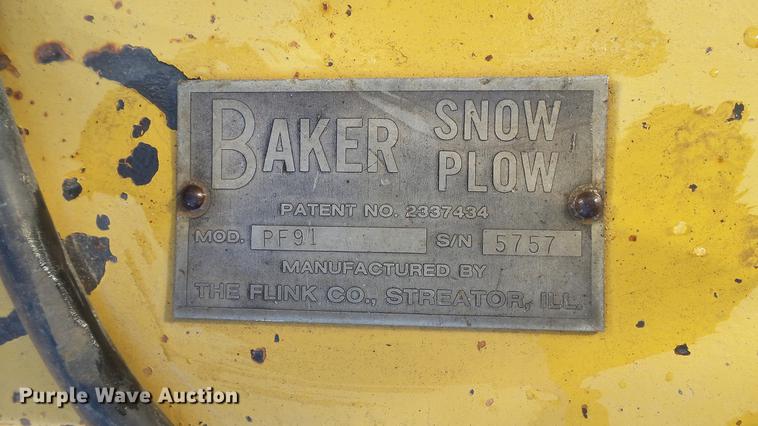 BAKER SNOW PLOW
PATENT NO. 2337434
MOD. PF91 S/N 5757
MANUFACTURED BY
THE FLINK CO., STREATOR, ILL.
Purple Wave Auction